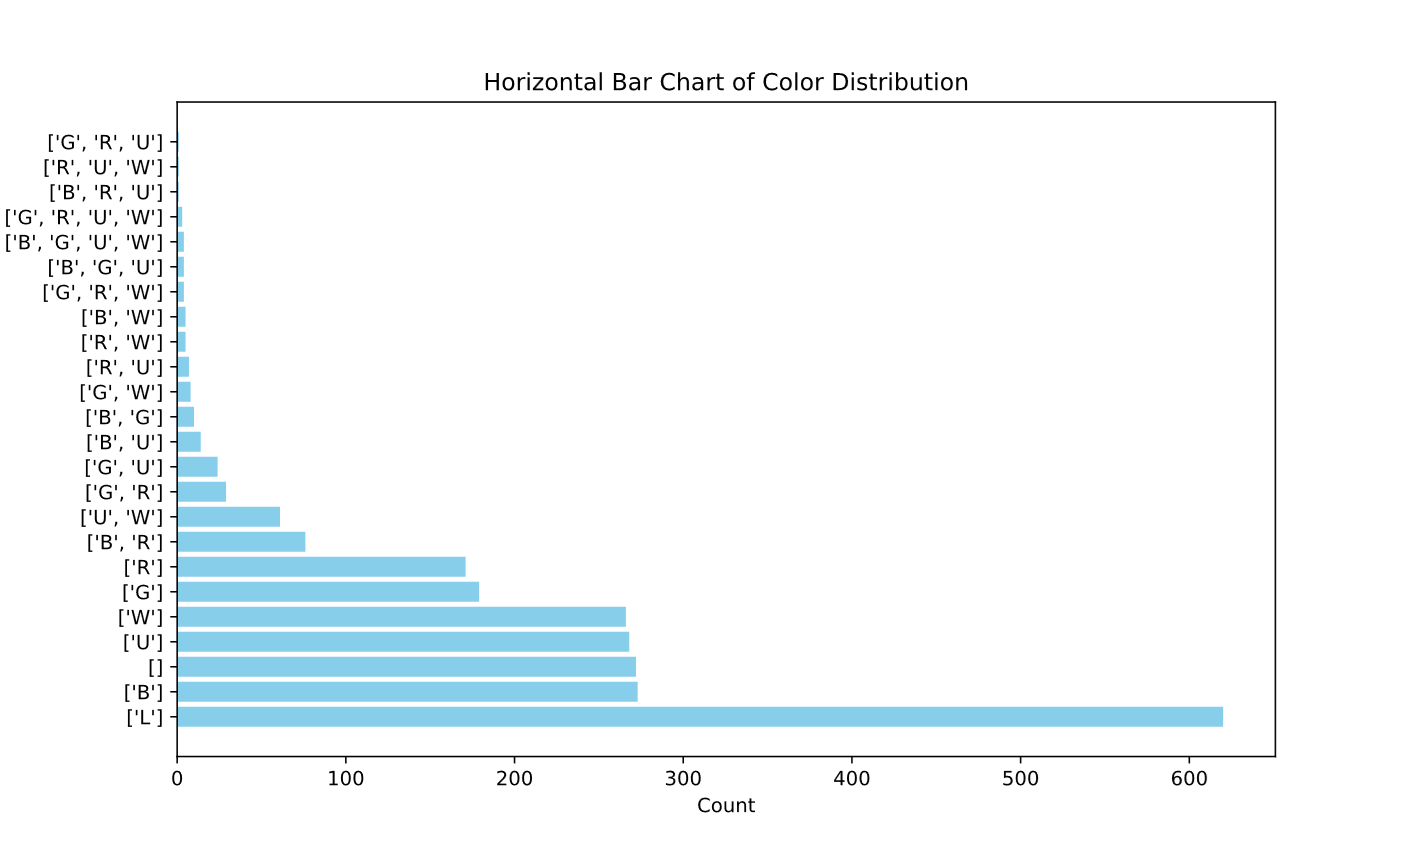 Horizontal Bar Chart of Color Distribution
['G', 'R', 'U']
['R', 'U', 'W']
['B', 'R', 'U']
['G', 'R', 'U', 'W']
['B', 'G', 'U', 'W']
['B', 'G', 'U']
['G', 'R', 'W']
['B', 'W']
['R', 'W']
['R', 'U']
['G', 'W']
['B', 'G']
['B', 'U']
['G', 'U']
['G', 'R']
['U', 'W']
['B', 'R']
['R']
['G']
['W']
['U']
[]
['B']
['L']
0 100 200 300 400 500 600
Count